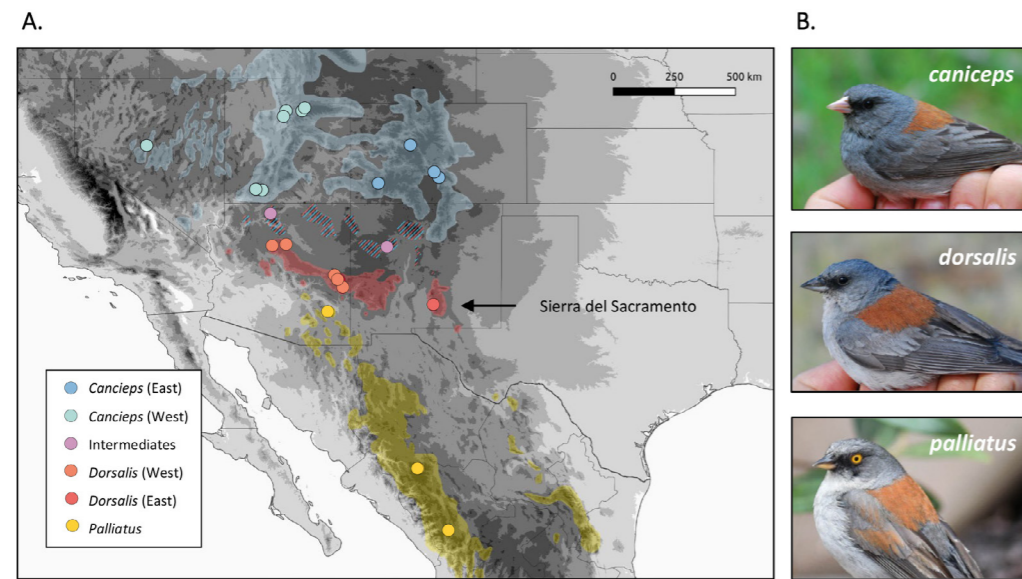 A.
B.
0 250 500 km
caniceps
dorsalis
Sierra del Sacramento
Cancieps (East)
Cancieps (West)
Intermediates
Dorsalis (West)
Dorsalis (East)
Palliatus
palliatus